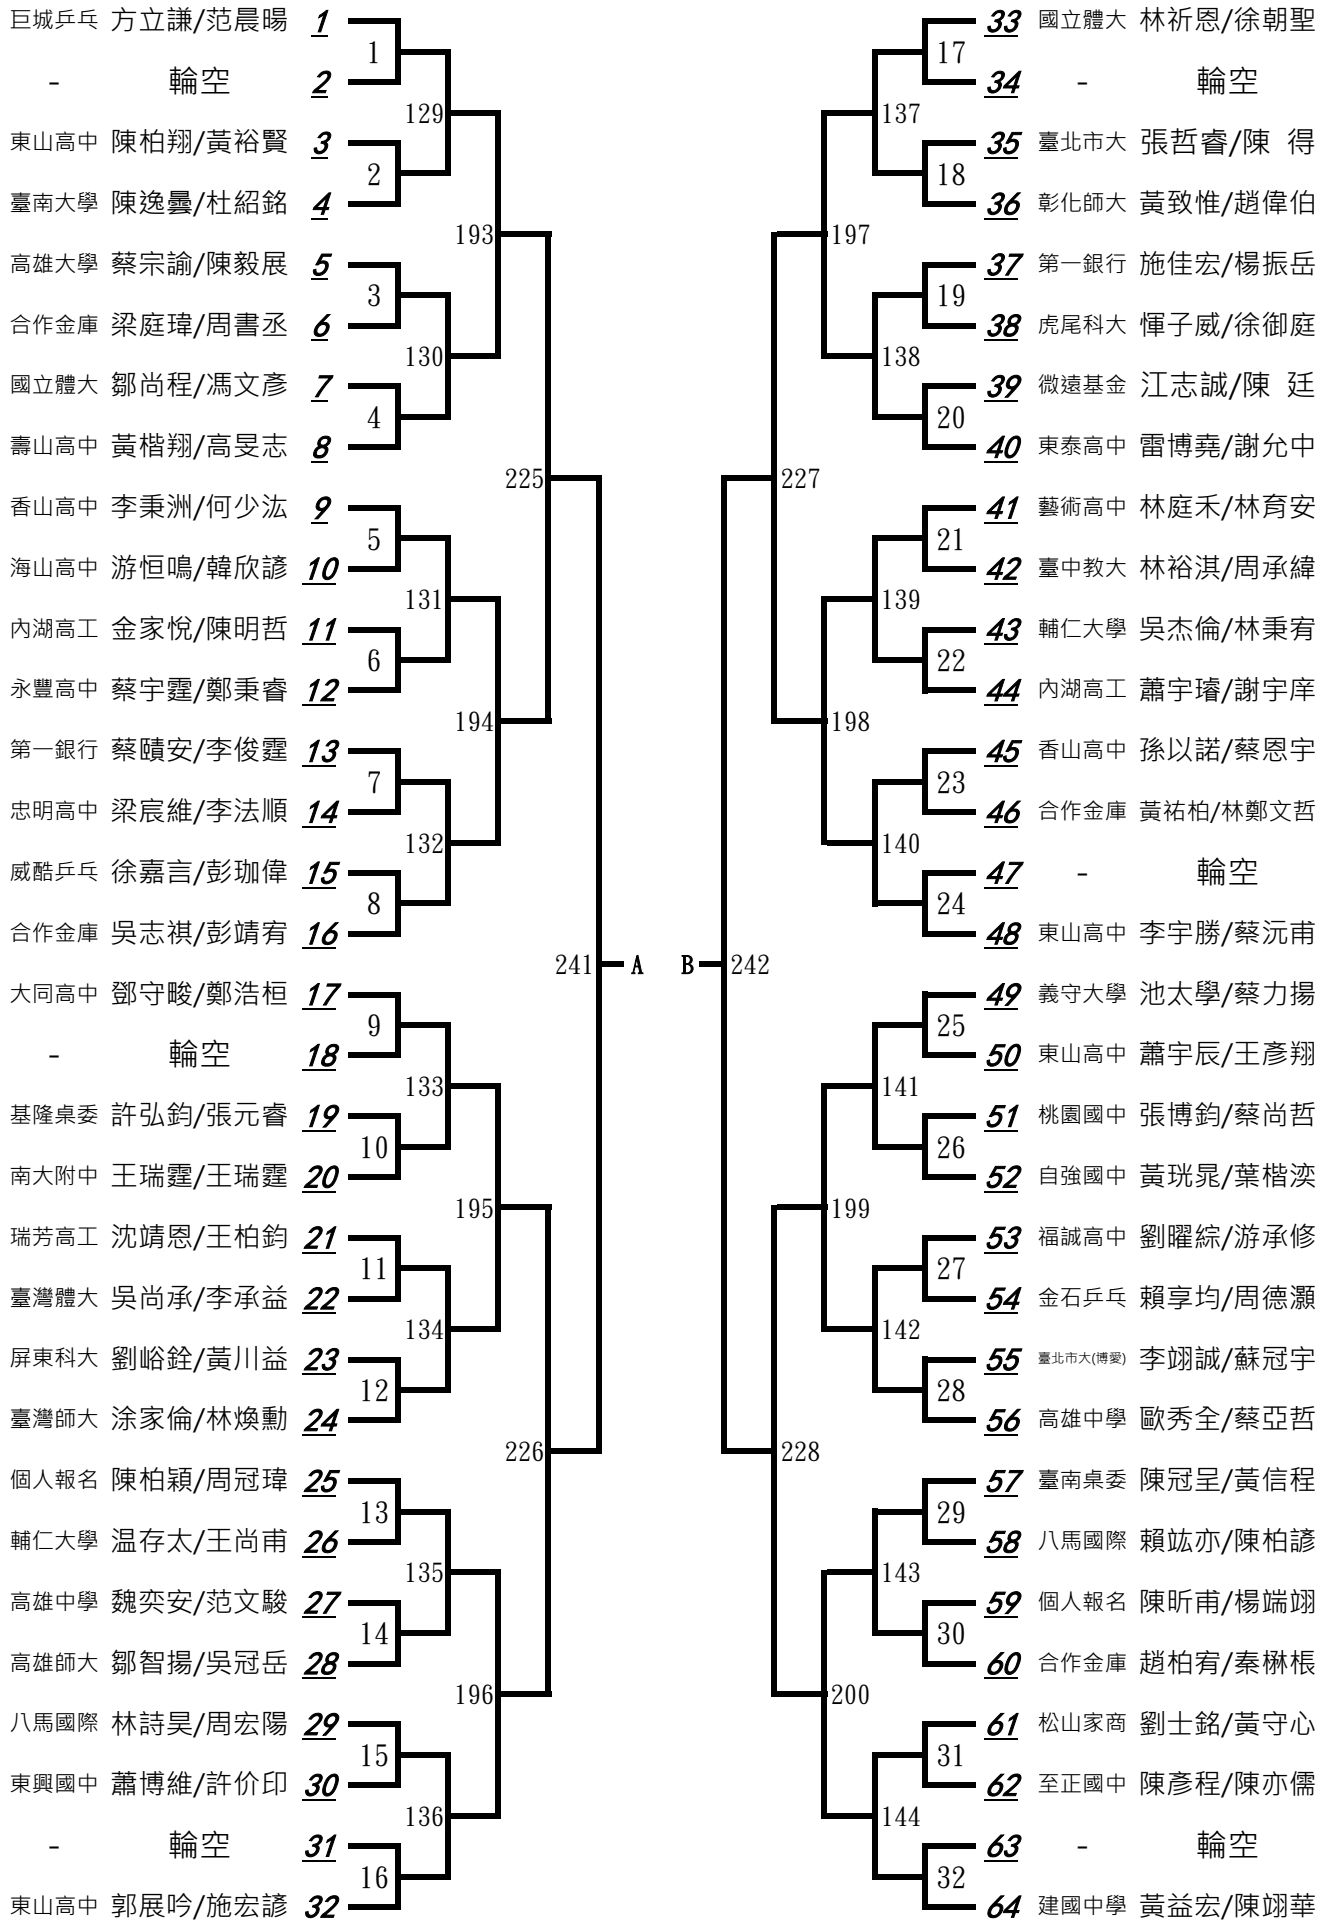 巨城乒乓 方立謙/范晨暘 1
- 輪空 2
東山高中 陳柏翔/黃裕賢 3
臺南大學 陳逸曇/杜紹銘 4
高雄大學 蔡宗諭/陳毅展 5
合作金庫 梁庭瑋/周書丞 6
國立體大 鄒尚程/馮文彥 7
壽山高中 黃楷翔/高旻志 8
香山高中 李秉洲/何少汯 9
海山高中 游恒鳴/韓欣諺 10
內湖高工 金家悅/陳明哲 11
永豐高中 蔡宇霆/鄭秉睿 12
第一銀行 蔡賾安/李俊霆 13
忠明高中 梁宸維/李法順 14
威酷乒乓 徐嘉言/彭珈偉 15
合作金庫 吳志祺/彭靖宥 16
大同高中 鄧守畯/鄭浩桓 17
- 輪空 18
基隆桌委 許弘鈞/張元睿 19
南大附中 王瑞霆/王瑞霆 20
瑞芳高工 沈靖恩/王柏鈞 21
臺灣體大 吳尚承/李承益 22
屏東科大 劉峪銓/黃川益 23
臺灣師大 涂家倫/林煥勳 24
個人報名 陳柏穎/周冠瑋 25
輔仁大學 温存太/王尚甫 26
高雄中學 魏奕安/范文駿 27
高雄師大 鄒智揚/吳冠岳 28
八馬國際 林詩昊/周宏陽 29
東興國中 蕭博維/許价印 30
- 輪空 31
東山高中 郭展吟/施宏諺 32
1
2
3
4
5
6
7
8
9
10
11
12
13
14
15
16
129
130
131
132
133
134
135
136
193
194
195
196
225
226
241 A
B 242
227
228
197
198
199
200
137
138
139
140
141
142
143
144
17
18
19
20
21
22
23
24
25
26
27
28
29
30
31
32
33 國立體大 林祈恩/徐朝聖
34 - 輪空
35 臺北市大 張哲睿/陳 得
36 彰化師大 黃致惟/趙偉伯
37 第一銀行 施佳宏/楊振岳
38 虎尾科大 惲子威/徐御庭
39 微遠基金 江志誠/陳 廷
40 東泰高中 雷博堯/謝允中
41 藝術高中 林庭禾/林育安
42 臺中教大 林裕淇/周承緯
43 輔仁大學 吳杰倫/林秉宥
44 內湖高工 蕭宇璿/謝宇庠
45 香山高中 孫以諾/蔡恩宇
46 合作金庫 黃祐柏/林鄭文哲
47 - 輪空
48 東山高中 李宇勝/蔡沅甫
49 義守大學 池太學/蔡力揚
50 東山高中 蕭宇辰/王彥翔
51 桃園國中 張博鈞/蔡尚哲
52 自強國中 黃珖晁/葉楷湙
53 福誠高中 劉曜綜/游承修
54 金石乒乓 賴享均/周德灝
55 臺北市大(博愛) 李翊誠/蘇冠宇
56 高雄中學 歐秀全/蔡亞哲
57 臺南桌委 陳冠呈/黃信程
58 八馬國際 賴竑亦/陳柏諺
59 個人報名 陳昕甫/楊端翊
60 合作金庫 趙柏宥/秦楙棖
61 松山家商 劉士銘/黃守心
62 至正國中 陳彥程/陳亦儒
63 - 輪空
64 建國中學 黃益宏/陳翊華